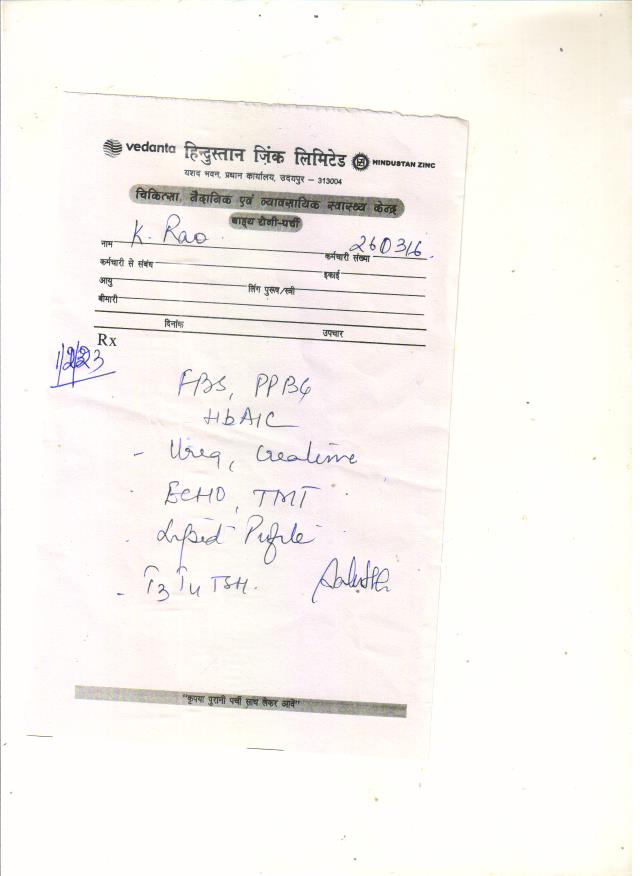 vedanta हिन्दुस्तान ज़िंक लिमिटेड HINDUSTAN ZINC
यशद भवन, प्रधान कार्यालय, उदयपुर – 313004
चिकित्सा, नैदानिक एवं व्यावसायिक स्वास्थ्य केन्द्र
बाह्य रोगी-पर्ची
नाम K. Rao कर्मचारी संख्या 260316
कर्मचारी से संबंध इकाई
आयु लिंग पुरूष/स्त्री
बीमारी
दिनांक उपचार
Rx
FBS, PPBG
HbA1C
- Urea, Creatinine
ECHO, TMT
Lipid Profile
- T3 T4 TSH.
"कृपया पुरानी पर्ची साथ लेकर आवें"